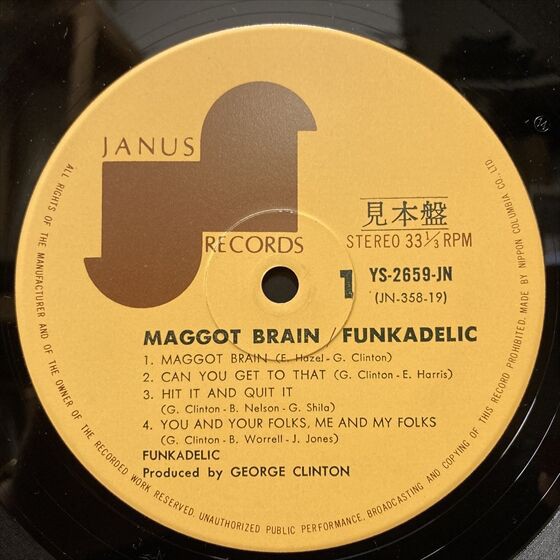 JANUS
RECORDS
見本盤
STEREO 33 1/3 RPM
1
YS-2659-JN
(JN-358-19)
MAGGOT BRAIN / FUNKADELIC
1. MAGGOT BRAIN (E. Hazel - G. Clinton)
2. CAN YOU GET TO THAT (G. Clinton - E. Harris)
3. HIT IT AND QUIT IT
(G. Clinton - B. Nelson - G. Shila)
4. YOU AND YOUR FOLKS, ME AND MY FOLKS
(G. Clinton - B. Worrell - J. Jones)
FUNKADELIC
Produced by GEORGE CLINTON
ALL RIGHTS OF THE MANUFACTURER AND OF THE OWNER OF THE RECORDED WORK RESERVED. UNAUTHORIZED PUBLIC PERFORMANCE, BROADCASTING AND COPYING OF THIS RECORD PROHIBITED. MADE BY NIPPON COLUMBIA CO., LTD.